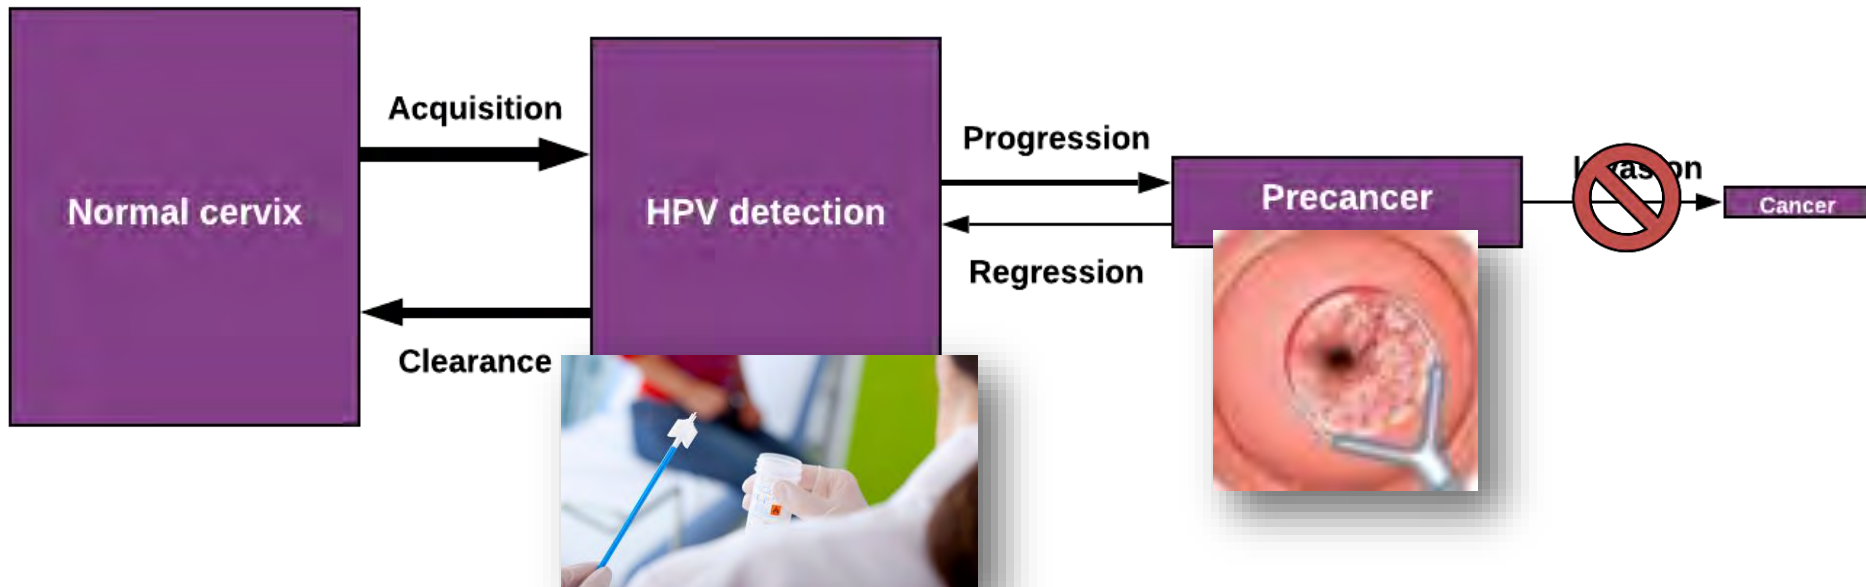 Normal cervix
Acquisition
Clearance
HPV detection
Progression
Regression
Precancer
Cancer